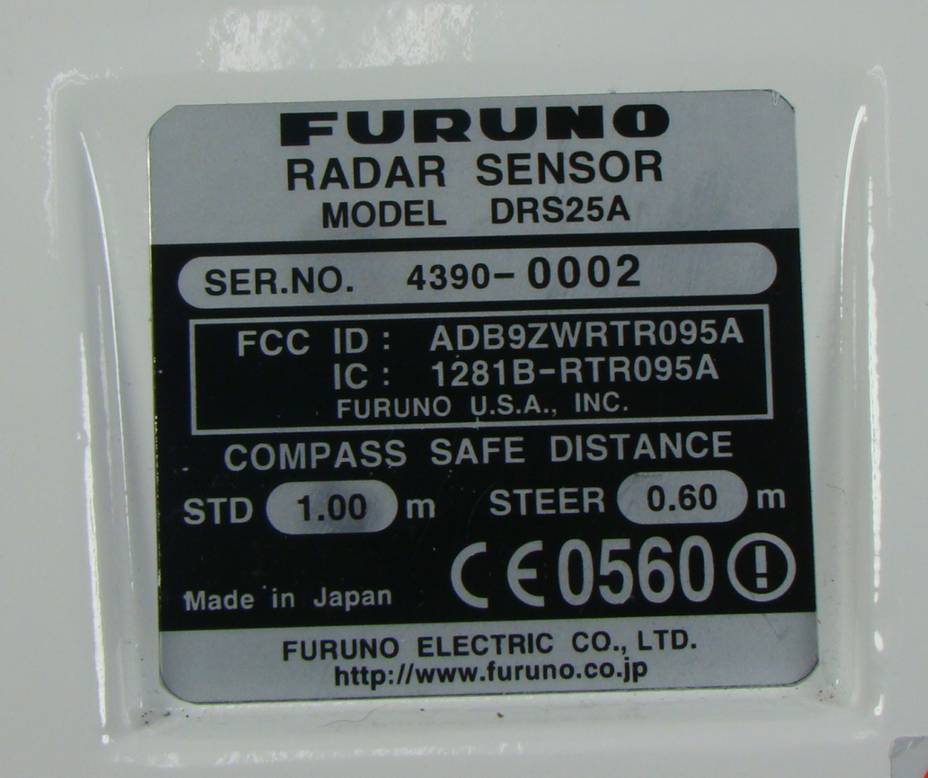 FURUNO
RADAR SENSOR
MODEL DRS25A
SER.NO. 4390-0002
FCC ID: ADB9ZWRTR095A
IC: 1281B-RTR095A
FURUNO U.S.A., INC.
COMPASS SAFE DISTANCE
STD 1.00 m STEER 0.60 m
CE0560!
Made in Japan
FURUNO ELECTRIC CO., LTD.
http://www.furuno.co.jp